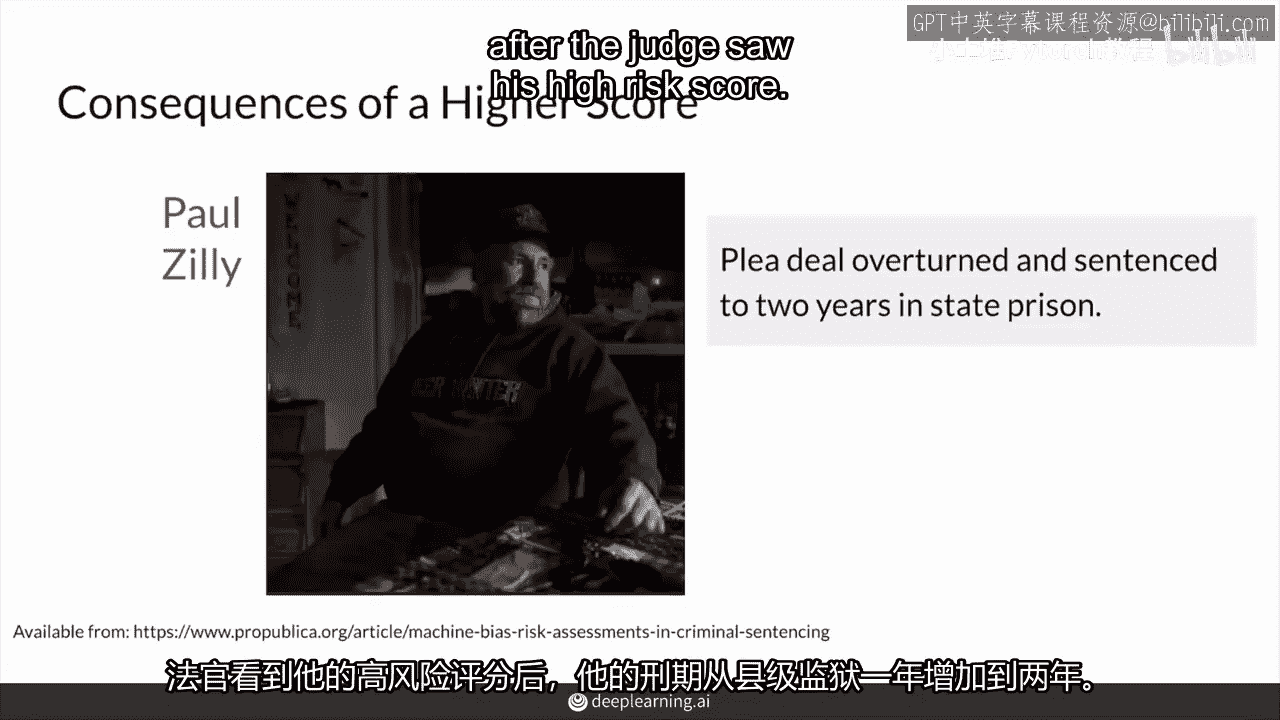 GPT中英字幕课程资源@bilibili.com
after the judge saw
his high risk score.
Consequences of a Higher Score
Paul
Zilly
Plea deal overturned and sentenced
to two years in state prison.
Available from: https://www.propublica.org/article/machine-bias-risk-assessments-in-criminal-sentencing
法官看到他的高风险评分后，他的刑期从县级监狱一年增加到两年。
deeplearning.ai